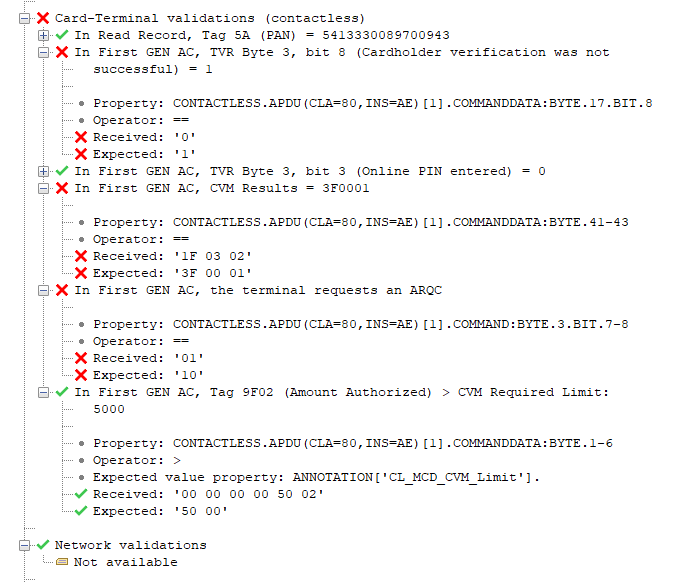 Card-Terminal validations (contactless)
In Read Record, Tag 5A (PAN) = 5413330089700943
In First GEN AC, TVR Byte 3, bit 8 (Cardholder verification was not
successful) = 1
Property: CONTACTLESS.APDU(CLA=80,INS=AE)[1].COMMANDDATA:BYTE.17.BIT.8
Operator: ==
Received: '0'
Expected: '1'
In First GEN AC, TVR Byte 3, bit 3 (Online PIN entered) = 0
In First GEN AC, CVM Results = 3F0001
Property: CONTACTLESS.APDU(CLA=80,INS=AE)[1].COMMANDDATA:BYTE.41-43
Operator: ==
Received: '1F 03 02'
Expected: '3F 00 01'
In First GEN AC, the terminal requests an ARQC
Property: CONTACTLESS.APDU(CLA=80,INS=AE)[1].COMMAND:BYTE.3.BIT.7-8
Operator: ==
Received: '01'
Expected: '10'
In First GEN AC, Tag 9F02 (Amount Authorized) > CVM Required Limit:
5000
Property: CONTACTLESS.APDU(CLA=80,INS=AE)[1].COMMANDDATA:BYTE.1-6
Operator: >
Expected value property: ANNOTATION['CL_MCD_CVM_Limit'].
Received: '00 00 00 00 50 02'
Expected: '50 00'
Network validations
Not available